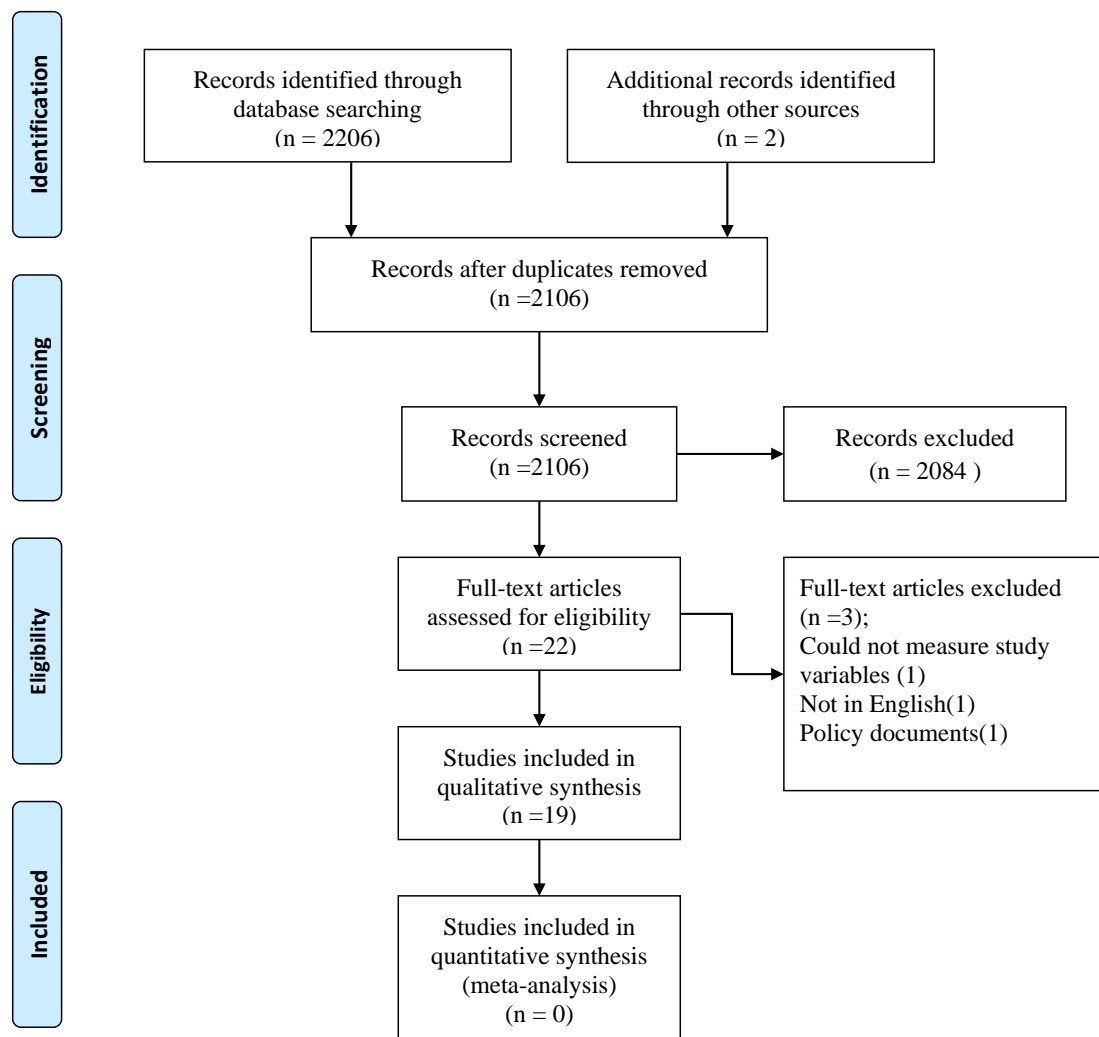 Identification
Records identified through
database searching
(n = 2206)
Additional records identified
through other sources
(n = 2)
Records after duplicates removed
(n =2106)
Screening
Records screened
(n =2106)
Records excluded
(n = 2084 )
Eligibility
Full-text articles
assessed for eligibility
(n =22)
Full-text articles excluded
(n =3);
Could not measure study
variables (1)
Not in English(1)
Policy documents(1)
Studies included in
qualitative synthesis
(n =19)
Included
Studies included in
quantitative synthesis
(meta-analysis)
(n = 0)